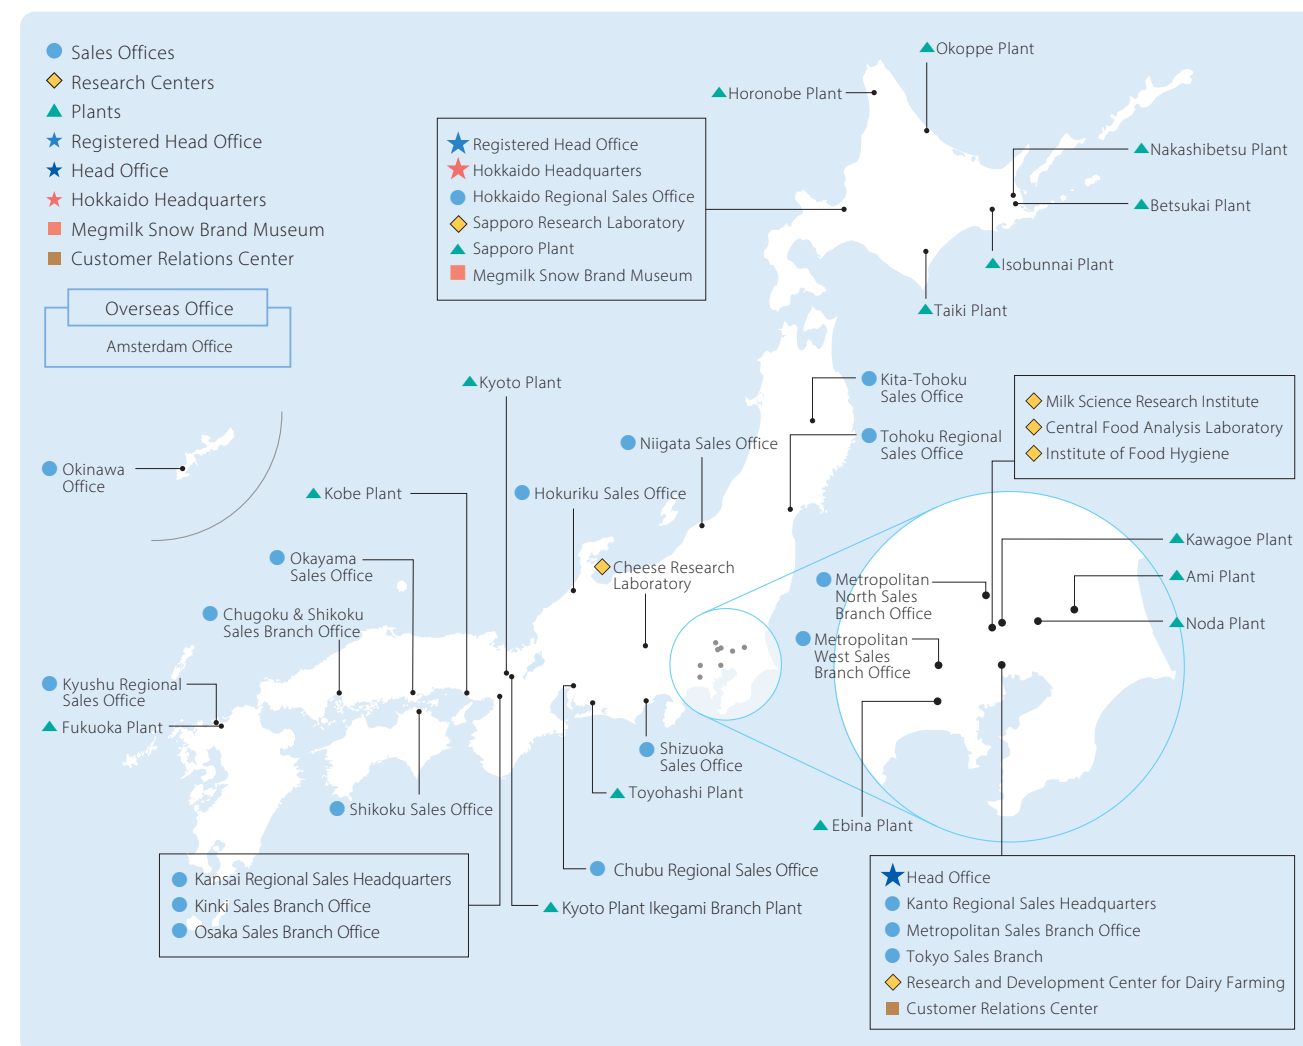 Sales Offices
Research Centers
Plants
Registered Head Office
Head Office
Hokkaido Headquarters
Megmilk Snow Brand Museum
Customer Relations Center
Overseas Office
Amsterdam Office
Okoppe Plant
Horonobe Plant
Nakashibetsu Plant
Betsukai Plant
Isobunnai Plant
Taiki Plant
Registered Head Office
Hokkaido Headquarters
Hokkaido Regional Sales Office
Sapporo Research Laboratory
Sapporo Plant
Megmilk Snow Brand Museum
Kita-Tohoku
Sales Office
Tohoku Regional
Sales Office
Milk Science Research Institute
Central Food Analysis Laboratory
Institute of Food Hygiene
Kyoto Plant
Niigata Sales Office
Hokuriku Sales Office
Okinawa
Office
Kobe Plant
Okayama
Sales Office
Cheese Research
Laboratory
Chugoku & Shikoku
Sales Branch Office
Kyushu Regional
Sales Office
Fukuoka Plant
Kawagoe Plant
Ami Plant
Noda Plant
Metropolitan
North Sales
Branch Office
Metropolitan
West Sales
Branch Office
Shizuoka
Sales Office
Toyohashi Plant
Shikoku Sales Office
Ebina Plant
Chubu Regional Sales Office
Kyoto Plant Ikegami Branch Plant
Kansai Regional Sales Headquarters
Kinki Sales Branch Office
Osaka Sales Branch Office
Head Office
Kanto Regional Sales Headquarters
Metropolitan Sales Branch Office
Tokyo Sales Branch
Research and Development Center for Dairy Farming
Customer Relations Center